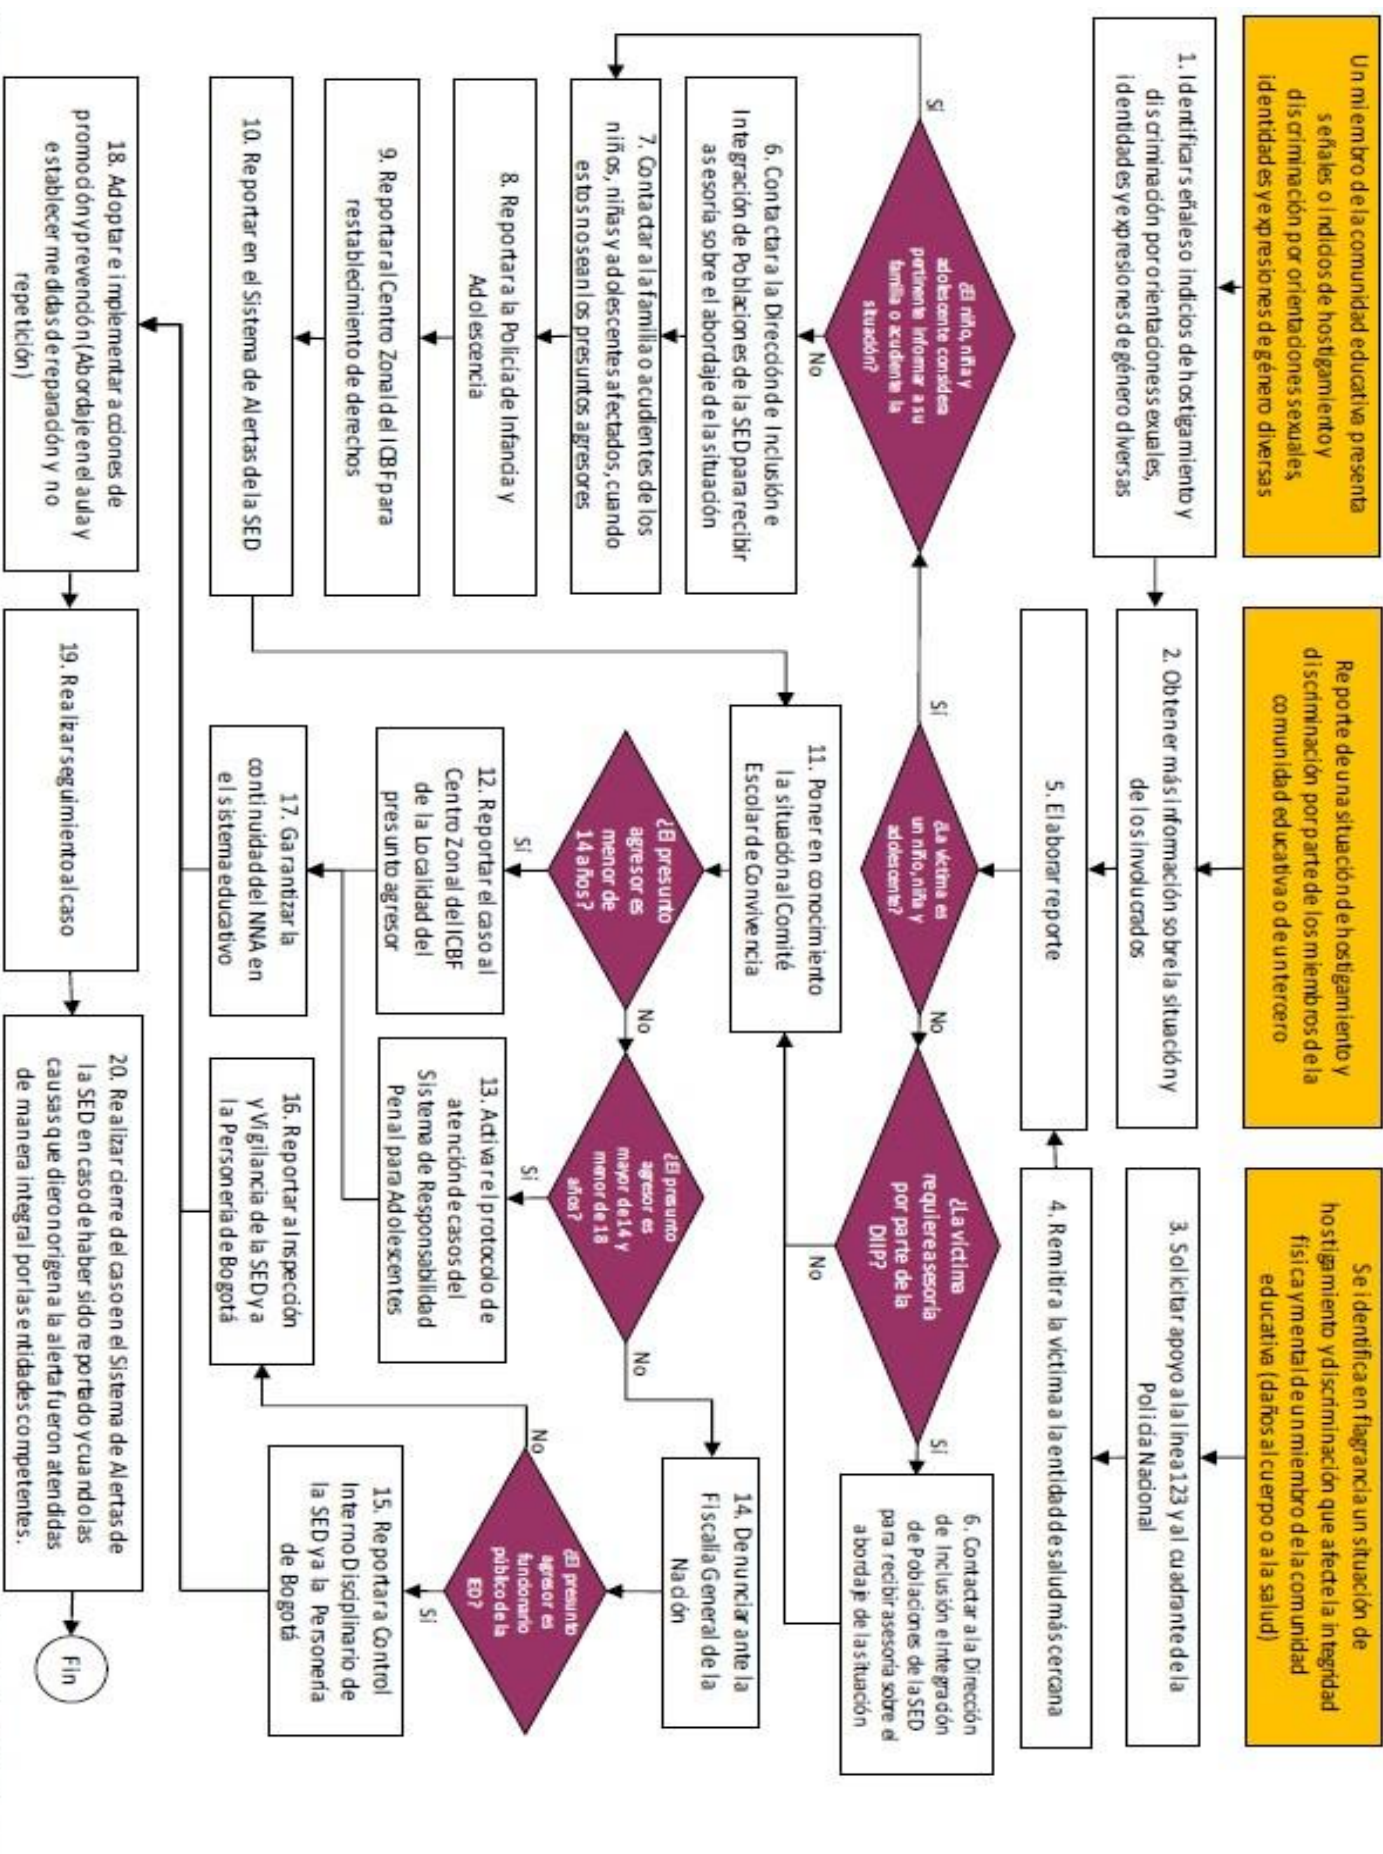 Un miembro de la comunidad educativa presenta
señales o indicios de hostigamiento y
discriminación por orientaciones sexuales,
identidades y expresiones de género diversas
Reporte de una situación de hostigamiento y
discriminación por parte de los miembros de la
comunidad educativa o de un tercero
Se identifica en flagrancia un situación de
hostigamiento y discriminación que afecte la integridad
física y mental de un miembro de la comunidad
educativa (daños al cuerpo o a la salud)
1. Identificar señales o indicios de hostigamiento y
discriminación por orientaciones sexuales,
identidades y expresiones de género diversas
2. Obtener más información sobre la situación y
de los involucrados
3. Solicitar apoyo a la línea 123 y al cuadrante de la
Policía Nacional
5. Elaborar reporte
4. Remitir a la víctima a la entidad de salud más cercana
¿El niño, niña y
adolescente considera
pertinente informar a su
familia o acudiente la
situación?
Sí
No
¿La víctima es
un niño, niña y
adolescente?
Sí
No
¿La víctima
requiere asesoría
por parte de la
DIIP?
Sí
No
6. Contactar a la Dirección
de Inclusión e Integración
de Poblaciones de la SED
para recibir asesoría sobre el
abordaje de la situación
6. Contactar a la Dirección de Inclusión e
Integración de Poblaciones de la SED para recibir
asesoría sobre el abordaje de la situación
11. Poner en conocimiento
la situación al Comité
Escolar de Convivencia
7. Contactar a la familia o acudientes de los
niños, niñas y adolescentes afectados, cuando
estos no sean los presuntos agresores
¿El presunto
agresor es
menor de
14 años?
Sí
No
¿El presunto
agresor es
mayor de 14 y
menor de 18
años?
Sí
No
14. Denunciar ante la
Fiscalía General de la
Nación
8. Reportar a la Policía de Infancia y
Adolescencia
12. Reportar el caso al
Centro Zonal del ICBF
de la Localidad del
presunto agresor
13. Activar el protocolo de
atención de casos del
Sistema de Responsabilidad
Penal para Adolescentes
¿El presunto
agresor es
funcionario
público de la
IED?
No
Sí
9. Reportar al Centro Zonal del ICBF para
restablecimiento de derechos
10. Reportar en el Sistema de Alertas de la SED
17. Garantizar la
continuidad del NNA en
el sistema educativo
16. Reportar a Inspección
y Vigilancia de la SED y a
la Personería de Bogotá
15. Reportar a Control
Interno Disciplinario de
la SED y a la Personería
de Bogotá
18. Adoptar e implementar acciones de
promoción y prevención (Abordaje en el aula y
establecer medidas de reparación y no
repetición)
19. Realizar seguimiento al caso
20. Realizar cierre del caso en el Sistema de Alertas de
la SED en caso de haber sido reportado y cuando las
causas que dieron origen a la alerta fueron atendidas
de manera integral por las entidades competentes.
Fin